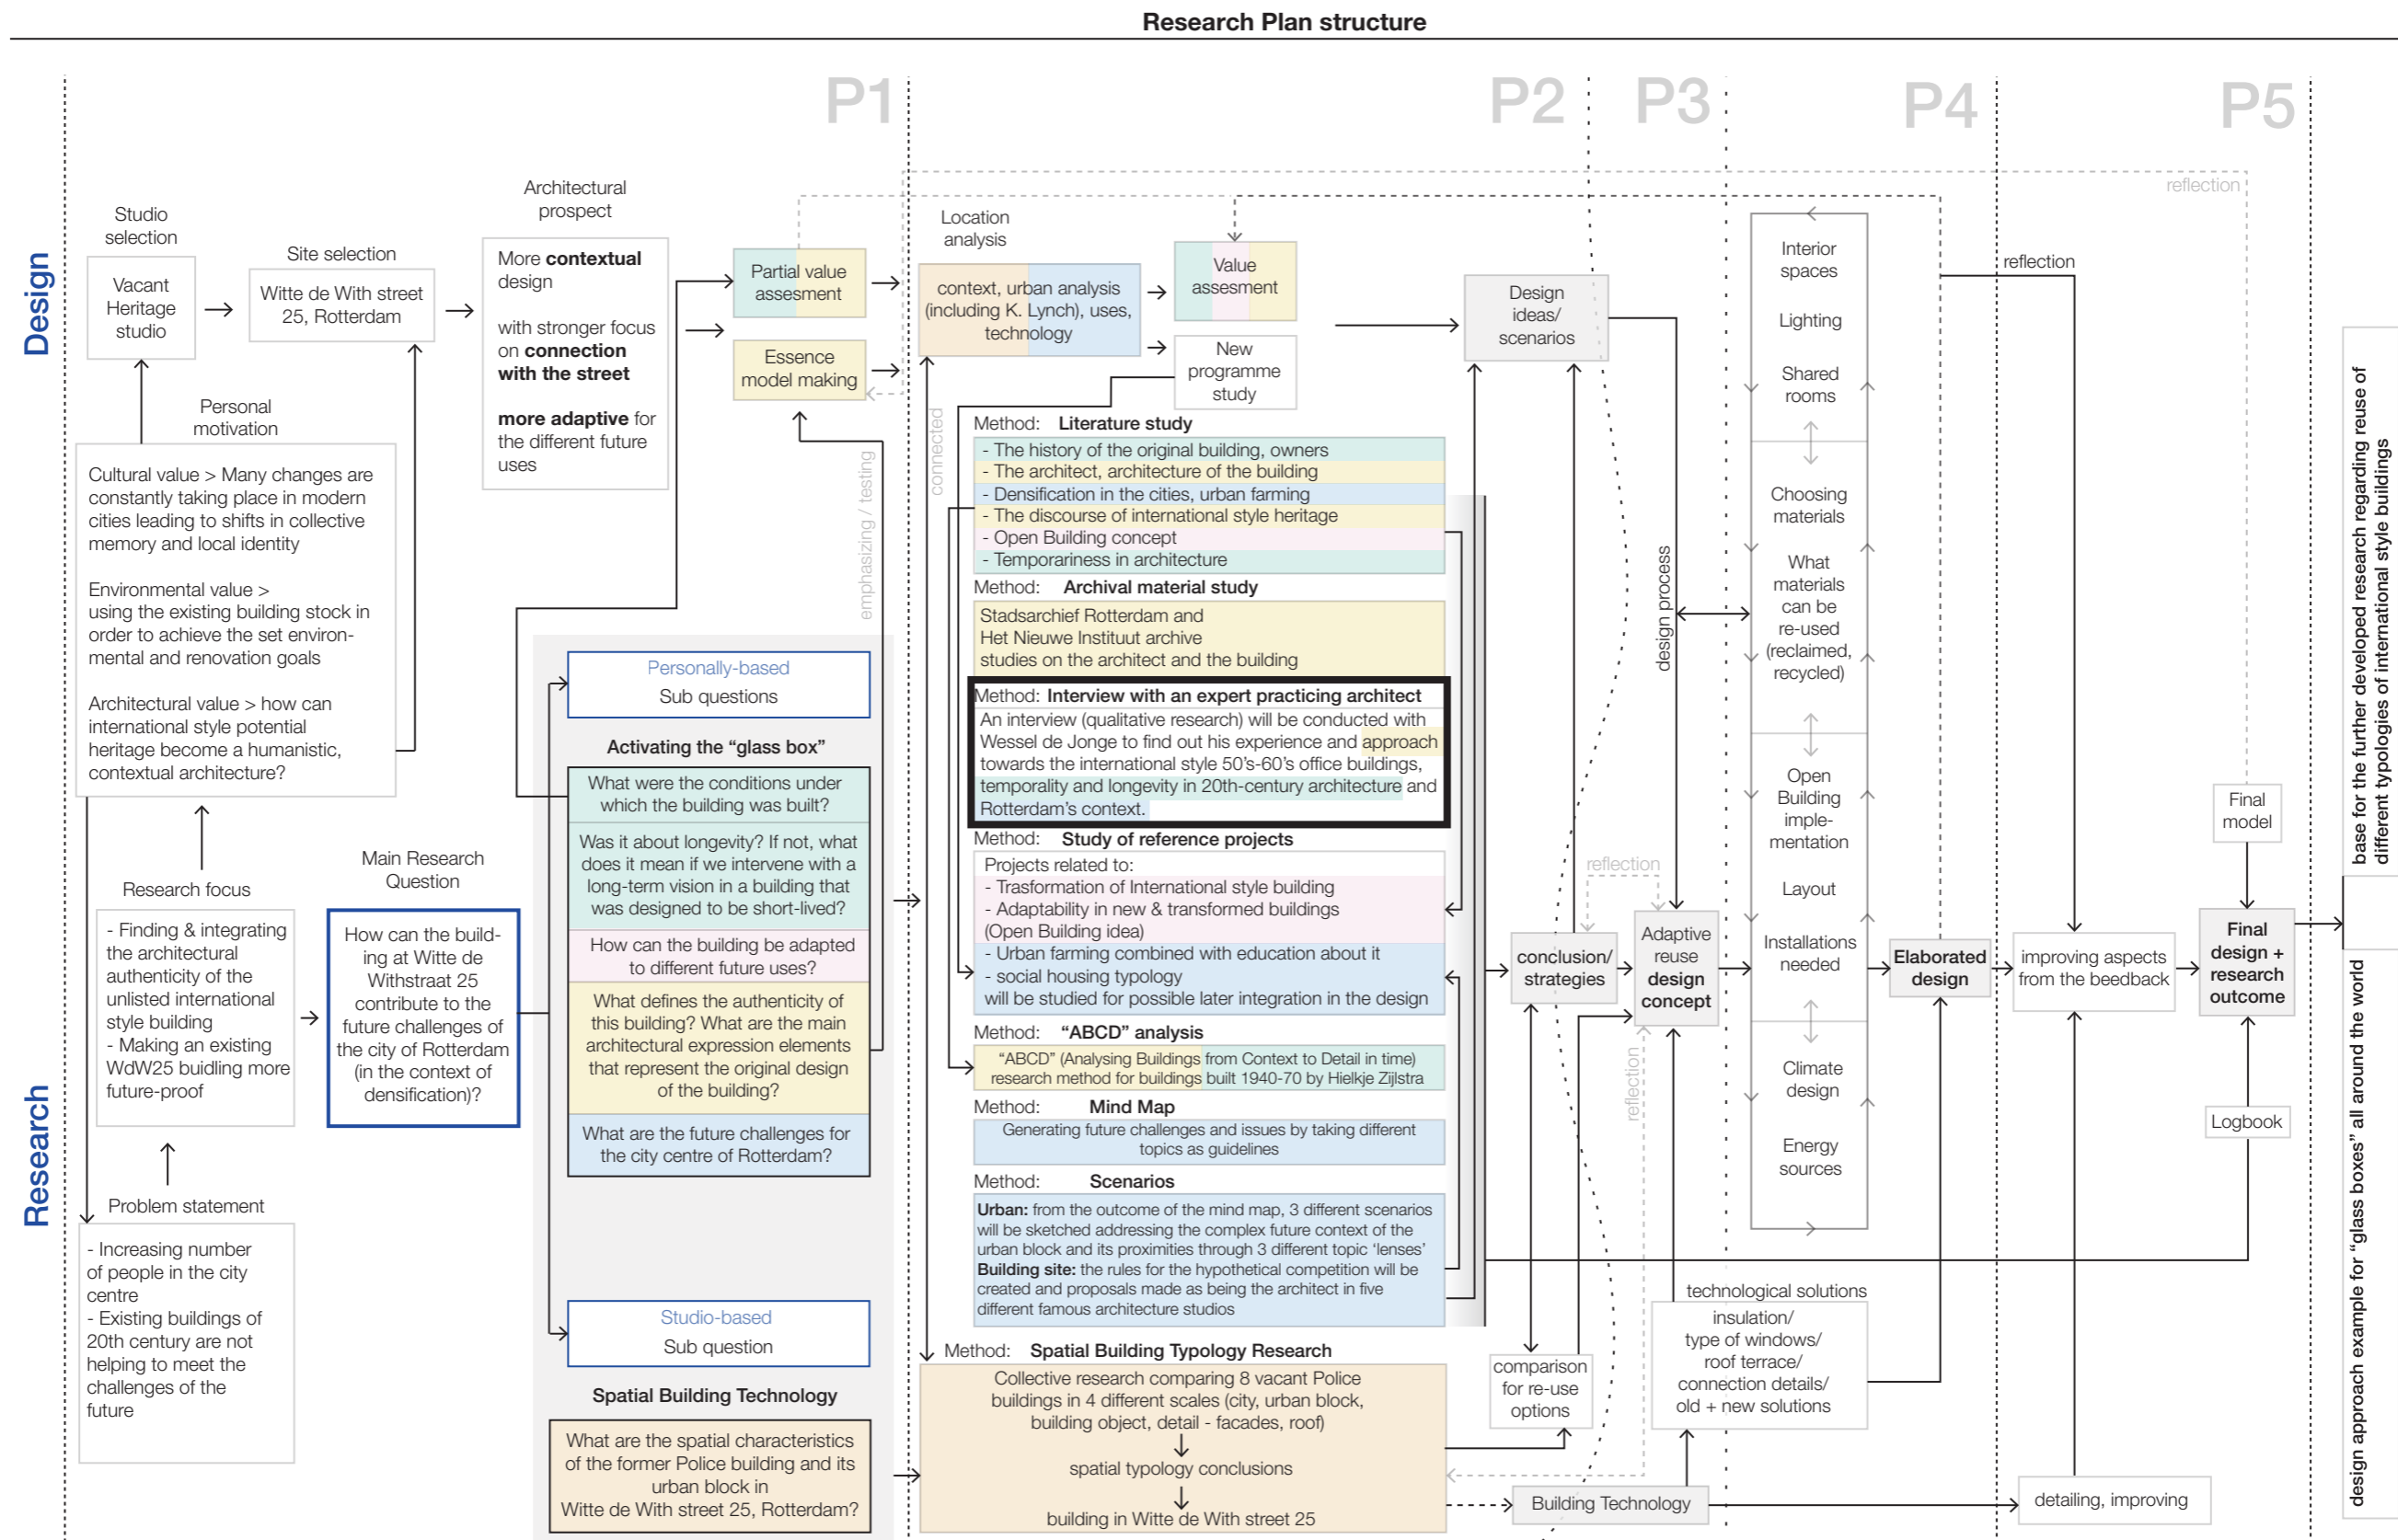 Research Plan structure
P1
P2
P3
P4
P5
Design
Research
Studio
selection
Vacant
Heritage
studio
Site selection
Witte de With street
25, Rotterdam
Architectural
prospect
More contextual
design
with stronger focus
on connection
with the street
more adaptive for
the different future
uses
Personal
motivation
Cultural value > Many changes are
constantly taking place in modern
cities leading to shifts in collective
memory and local identity
Environmental value >
using the existing building stock in
order to achieve the set environ-
mental and renovation goals
Architectural value > how can
international style potential
heritage become a humanistic,
contextual architecture?
Research focus
- Finding & integrating
the architectural
authenticity of the
unlisted international
style building
- Making an existing
WdW25 buidling more
future-proof
Problem statement
- Increasing number
of people in the city
centre
- Existing buildings of
20th century are not
helping to meet the
challenges of the
future
Main Research
Question
How can the build-
ing at Witte de
Withstraat 25
contribute to the
future challenges of
the city of Rotterdam
(in the context of
densification)?
Partial value
assesment
Essence
model making
emphasizing / testing
Personally-based
Sub questions
Activating the “glass box”
What were the conditions under
which the building was built?
Was it about longevity? If not, what
does it mean if we intervene with a
long-term vision in a building that
was designed to be short-lived?
How can the building be adapted
to different future uses?
What defines the authenticity of
this building? What are the main
architectural expression elements
that represent the original design
of the building?
What are the future challenges for
the city centre of Rotterdam?
Studio-based
Sub question
Spatial Building Technology
What are the spatial characteristics
of the former Police building and its
urban block in
Witte de With street 25, Rotterdam?
Location
analysis
context, urban analysis
(including K. Lynch), uses,
technology
Value
assesment
New
programme
study
connected
Method: Literature study
- The history of the original building, owners
- The architect, architecture of the building
- Densification in the cities, urban farming
- The discourse of international style heritage
- Open Building concept
- Temporariness in architecture
Method: Archival material study
Stadsarchief Rotterdam and
Het Nieuwe Instituut archive
studies on the architect and the building
Method: Interview with an expert practicing architect
An interview (qualitative research) will be conducted with
Wessel de Jonge to find out his experience and approach
towards the international style 50's-60's office buildings,
temporality and longevity in 20th-century architecture and
Rotterdam's context.
Method: Study of reference projects
Projects related to:
- Trasformation of International style building
- Adaptability in new & transformed buildings
(Open Building idea)
- Urban farming combined with education about it
- social housing typology
will be studied for possible later integration in the design
Method: “ABCD” analysis
“ABCD” (Analysing Buildings from Context to Detail in time)
research method for buildings built 1940-70 by Hielkje Zijlstra
Method: Mind Map
Generating future challenges and issues by taking different
topics as guidelines
Method: Scenarios
Urban: from the outcome of the mind map, 3 different scenarios
will be sketched addressing the complex future context of the
urban block and its proximities through 3 different topic ‘lenses’
Building site: the rules for the hypothetical competition will be
created and proposals made as being the architect in five
different famous architecture studios
Method: Spatial Building Typology Research
Collective research comparing 8 vacant Police
buildings in 4 different scales (city, urban block,
building object, detail - facades, roof)
spatial typology conclusions
building in Witte de With street 25
Design
ideas/
scenarios
conclusion/
strategies
comparison
for re-use
options
Building Technology
reflection
reflection
design process
Adaptive
reuse
design
concept
technological solutions
insulation/
type of windows/
roof terrace/
connection details/
old + new solutions
Interior
spaces
Lighting
Shared
rooms
Choosing
materials
What
materials
can be
re-used
(reclaimed,
recycled)
Open
Building
imple-
mentation
Layout
Installations
needed
Climate
design
Energy
sources
Elaborated
design
reflection
improving aspects
from the beedback
detailing, improving
reflection
Final
model
Final
design +
research
outcome
Logbook
base for the further developed research regarding reuse of
different typologies of international style buildings
design approach example for “glass boxes” all around the world